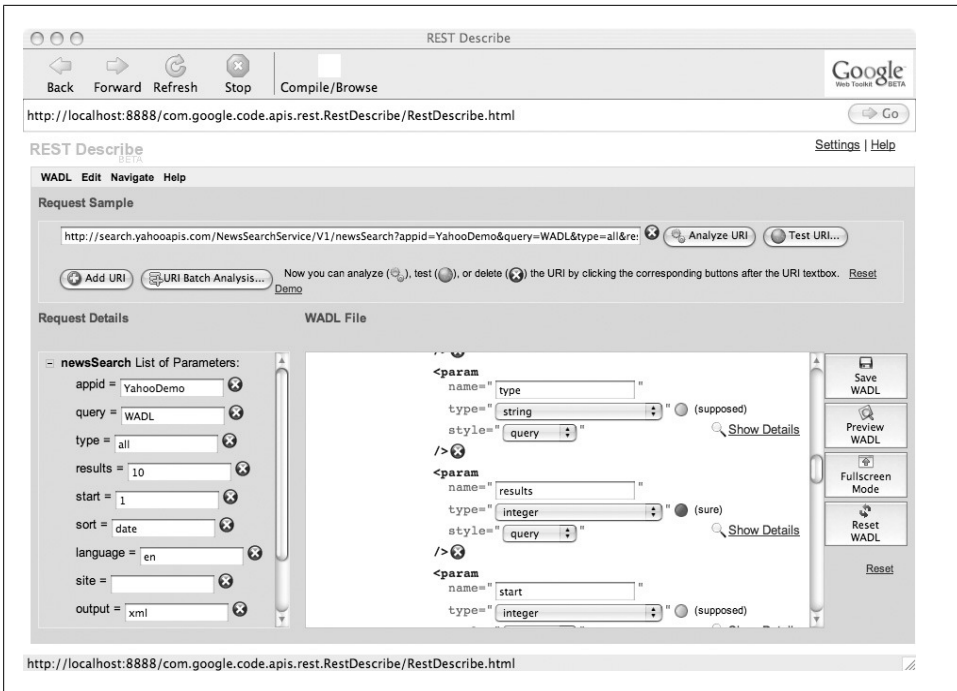 REST Describe
Back Forward Refresh Stop Compile/Browse
Google
Web Toolkit BETA
http://localhost:8888/com.google.code.apis.rest.RestDescribe/RestDescribe.html
Go
REST Describe
BETA
Settings | Help
WADL Edit Navigate Help
Request Sample
http://search.yahooapis.com/NewsSearchService/V1/newsSearch?appid=YahooDemo&query=WADL&type=all&re
Analyze URI
Test URI...
Add URI
URI Batch Analysis...
Now you can analyze ( ), test ( ), or delete ( ) the URI by clicking the corresponding buttons after the URI textbox. Reset
Demo
Request Details
WADL File
newsSearch List of Parameters:
appid = YahooDemo
query = WADL
type = all
results = 10
start = 1
sort = date
language = en
site =
output = xml
/>
<param
name="type"
type="string" (supposed)
style="query" Show Details
/>
<param
name="results"
type="integer" (sure)
style="query" Show Details
/>
<param
name="start"
type="integer" (supposed)
Save
WADL
Preview
WADL
Fullscreen
Mode
Reset
WADL
Reset
http://localhost:8888/com.google.code.apis.rest.RestDescribe/RestDescribe.html